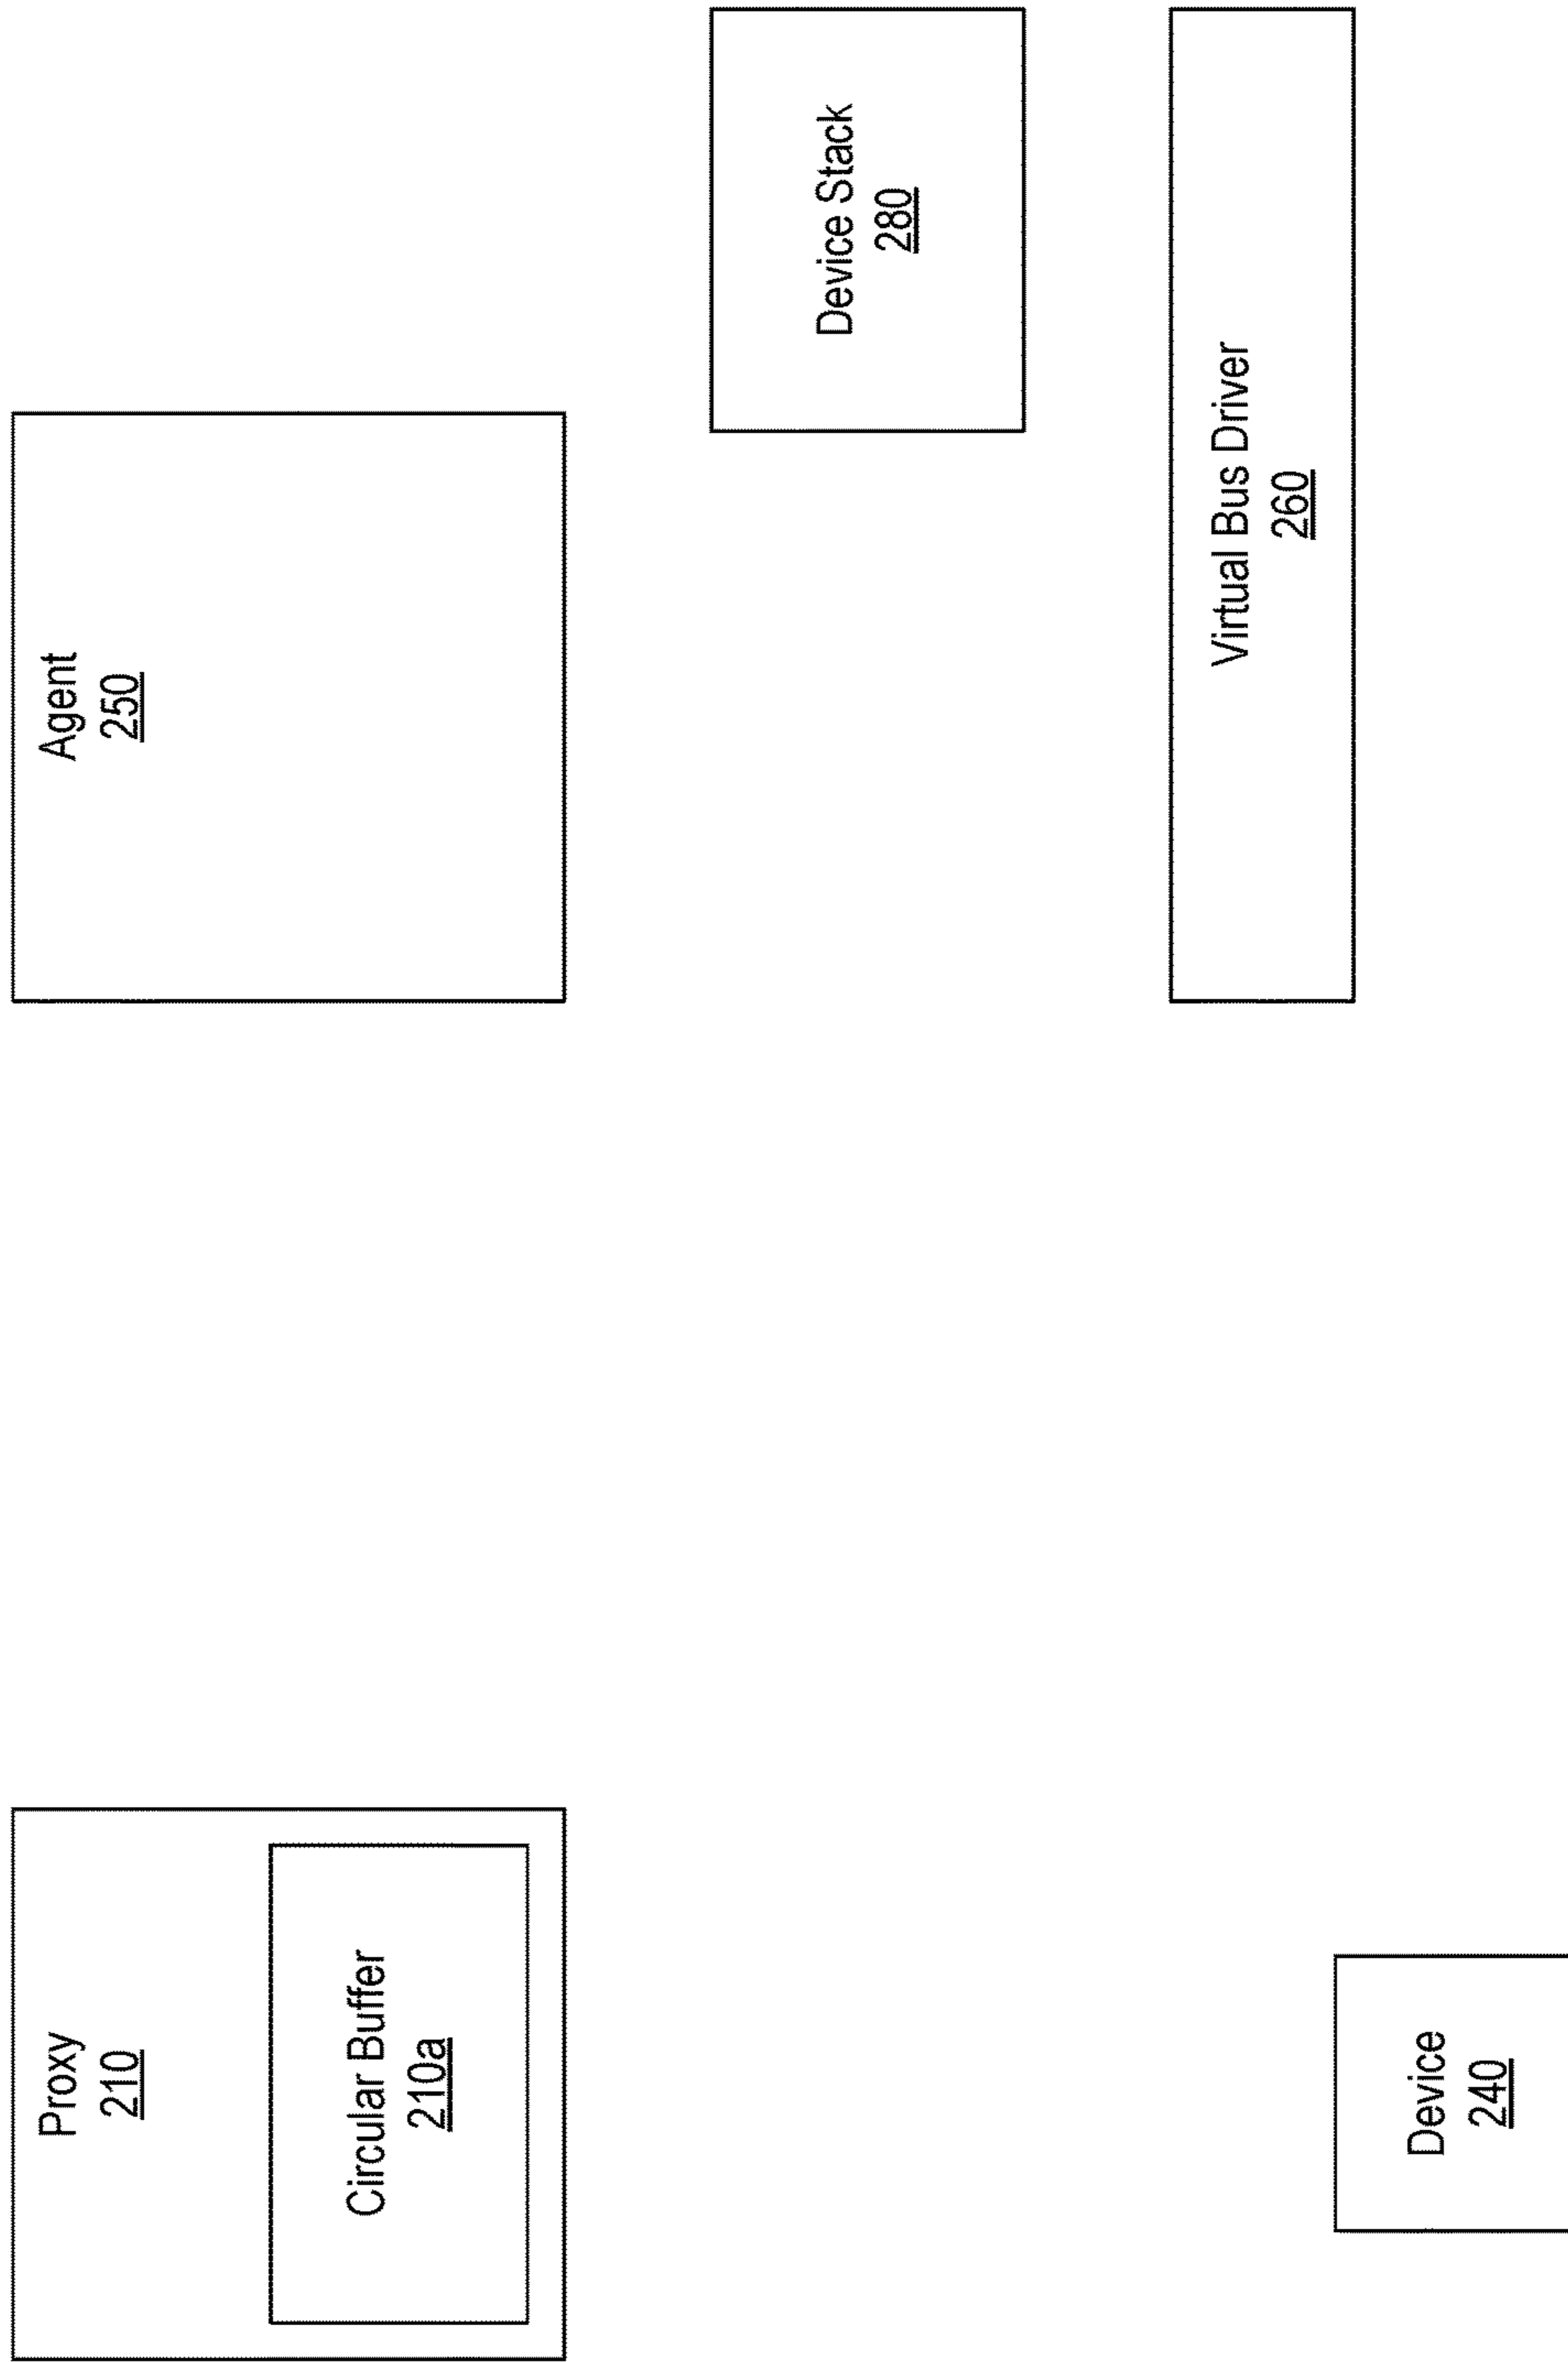 Proxy
210
Circular Buffer
210a
Device
240
Agent
250
Device Stack
280
Virtual Bus Driver
260